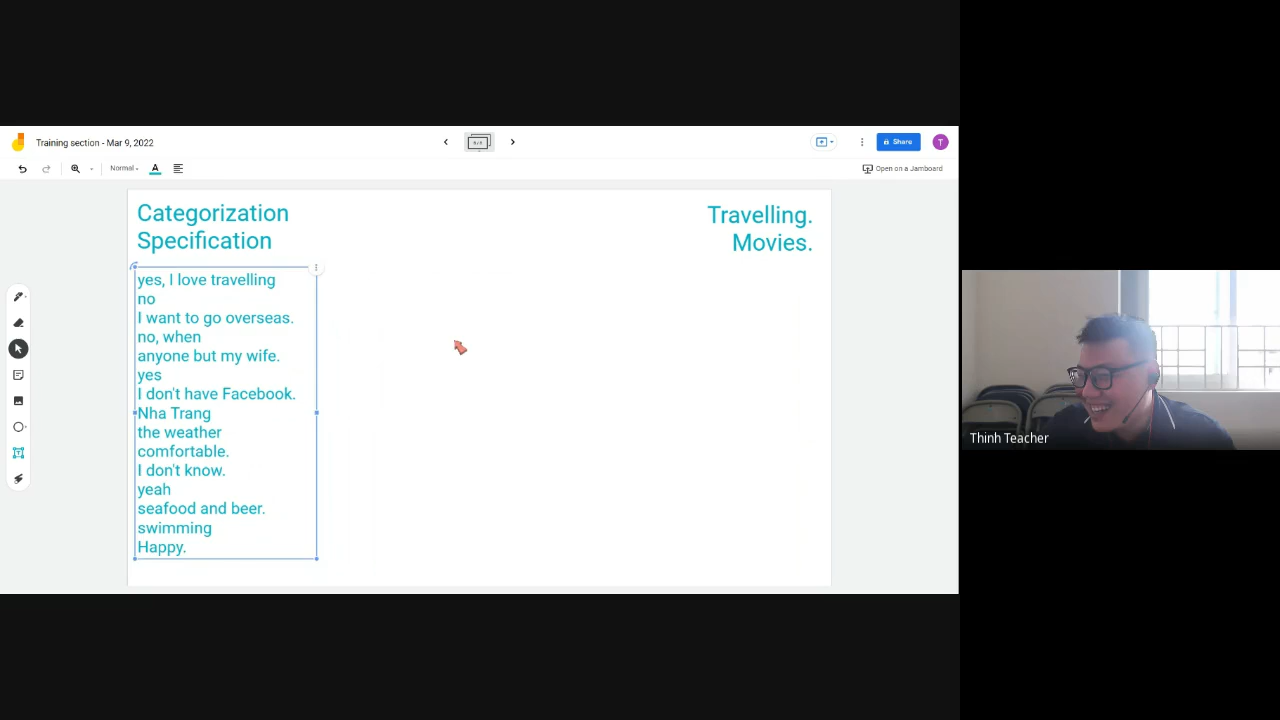 Training section - Mar 9, 2022
Share
T
Normal
A
Open on a Jamboard
Categorization
Specification
Travelling.
Movies.
yes, I love travelling
no
I want to go overseas.
no, when
anyone but my wife.
yes
I don't have Facebook.
Nha Trang
the weather
comfortable.
I don't know.
yeah
seafood and beer.
swimming
Happy.
Thinh Teacher